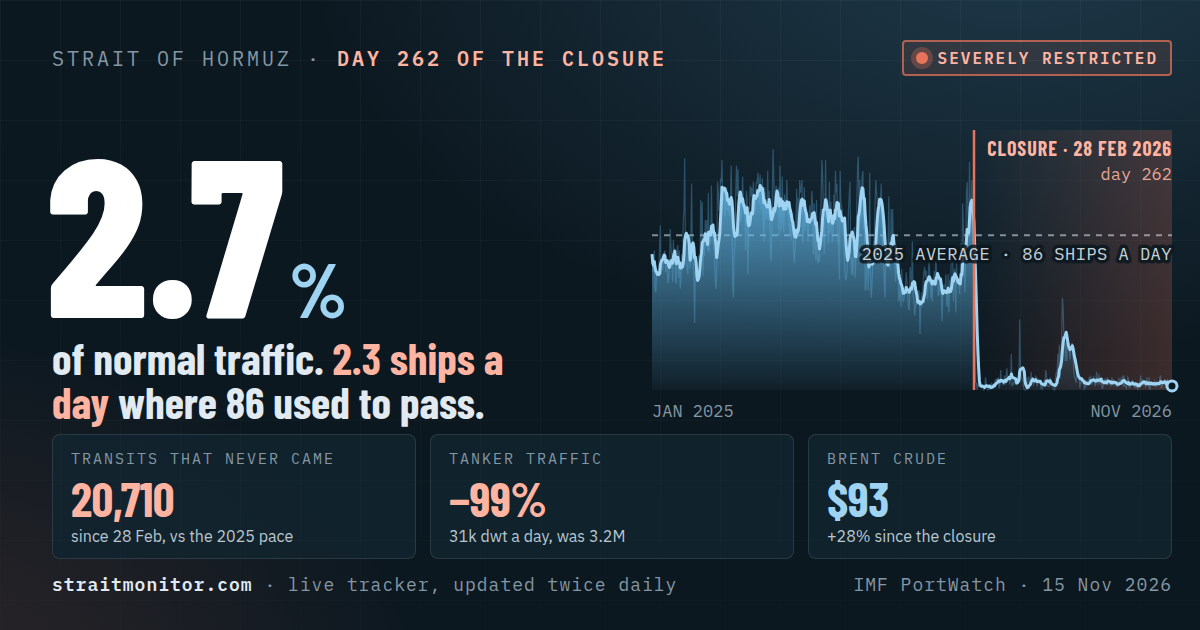 STRAIT OF HORMUZ · DAY 262 OF THE CLOSURE
SEVERELY RESTRICTED
2.7%
of normal traffic. 2.3 ships a
day where 86 used to pass.
CLOSURE · 28 FEB 2026
day 262
2025 AVERAGE · 86 SHIPS A DAY
JAN 2025
NOV 2026
TRANSITS THAT NEVER CAME
20,710
since 28 Feb, vs the 2025 pace
TANKER TRAFFIC
−99%
31k dwt a day, was 3.2M
BRENT CRUDE
$93
+28% since the closure
straitmonitor.com · live tracker, updated twice daily
IMF PortWatch · 15 Nov 2026